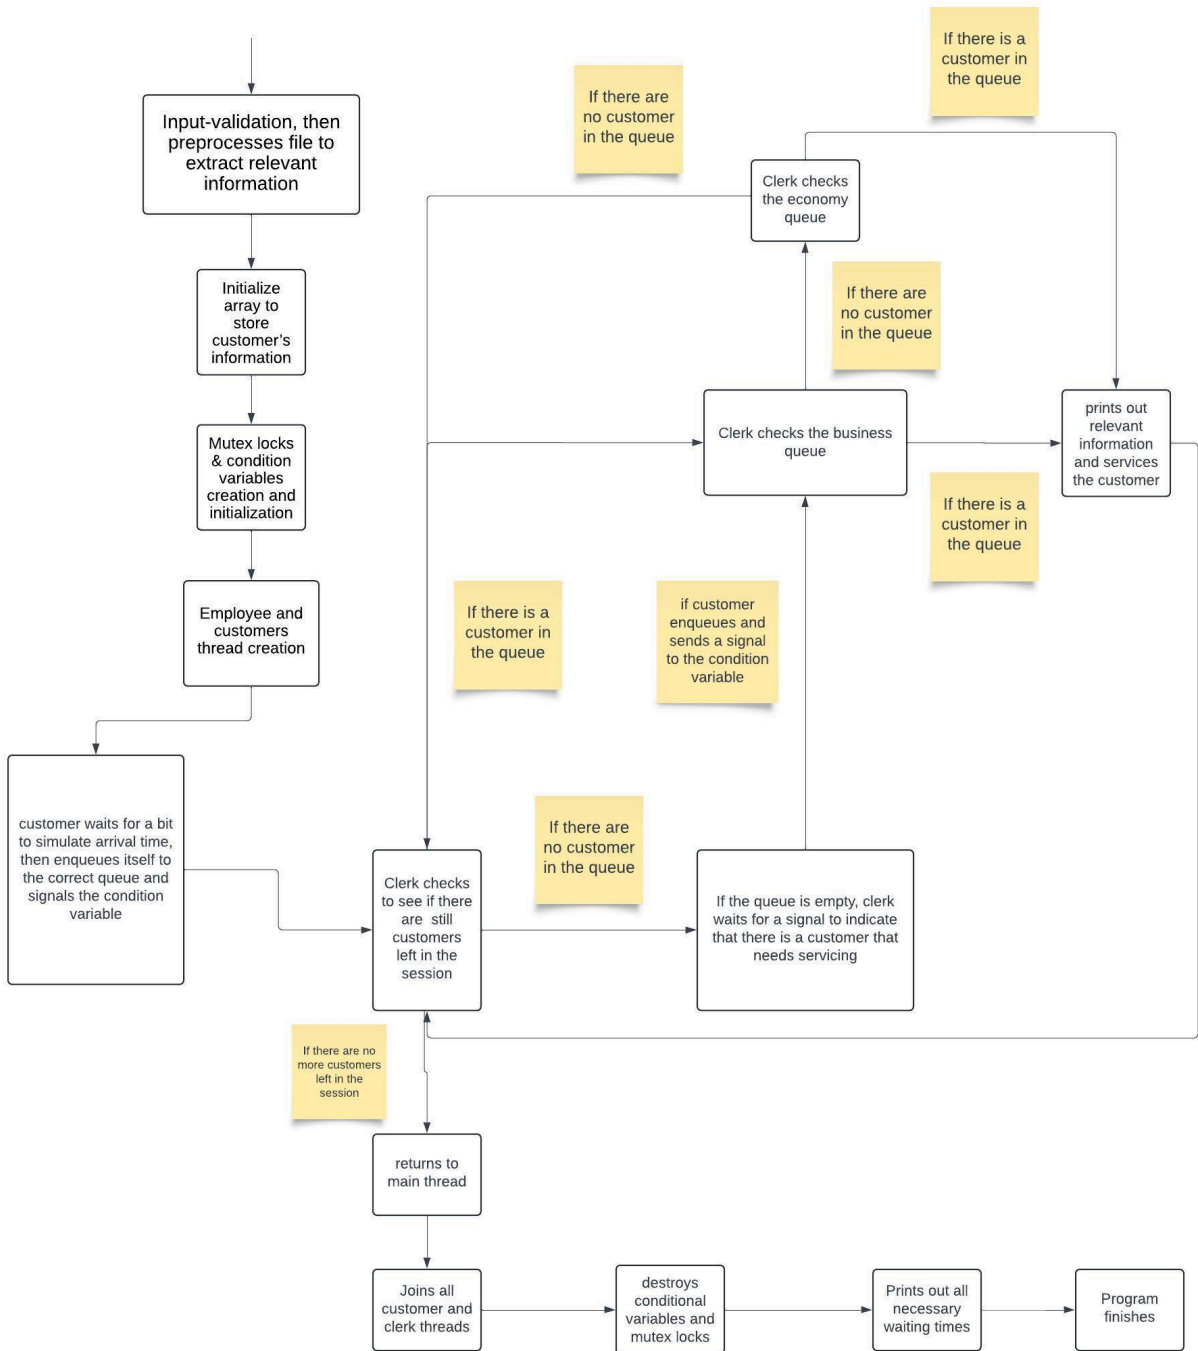 Input-validation, then
preprocesses file to
extract relevant
information
Initialize
array to
store
customer's
information
Mutex locks
& condition
variables
creation and
initialization
Employee and
customers
thread creation
customer waits for a bit
to simulate arrival time,
then enqueues itself to
the correct queue and
signals the condition
variable
Clerk checks
to see if there
are still
customers
left in the
session
If there are
no customer
in the queue
If the queue is empty, clerk
waits for a signal to indicate
that there is a customer that
needs servicing
if customer
enqueues and
sends a signal
to the condition
variable
If there is a
customer in
the queue
Clerk checks the business
queue
If there is a
customer in
the queue
If there are
no customer
in the queue
Clerk checks
the economy
queue
If there are
no customer
in the queue
If there is a
customer in
the queue
prints out
relevant
information
and services
the customer
If there are no
more customers
left in the
session
returns to
main thread
Joins all
customer and
clerk threads
destroys
conditional
variables and
mutex locks
Prints out all
necessary
waiting times
Program
finishes